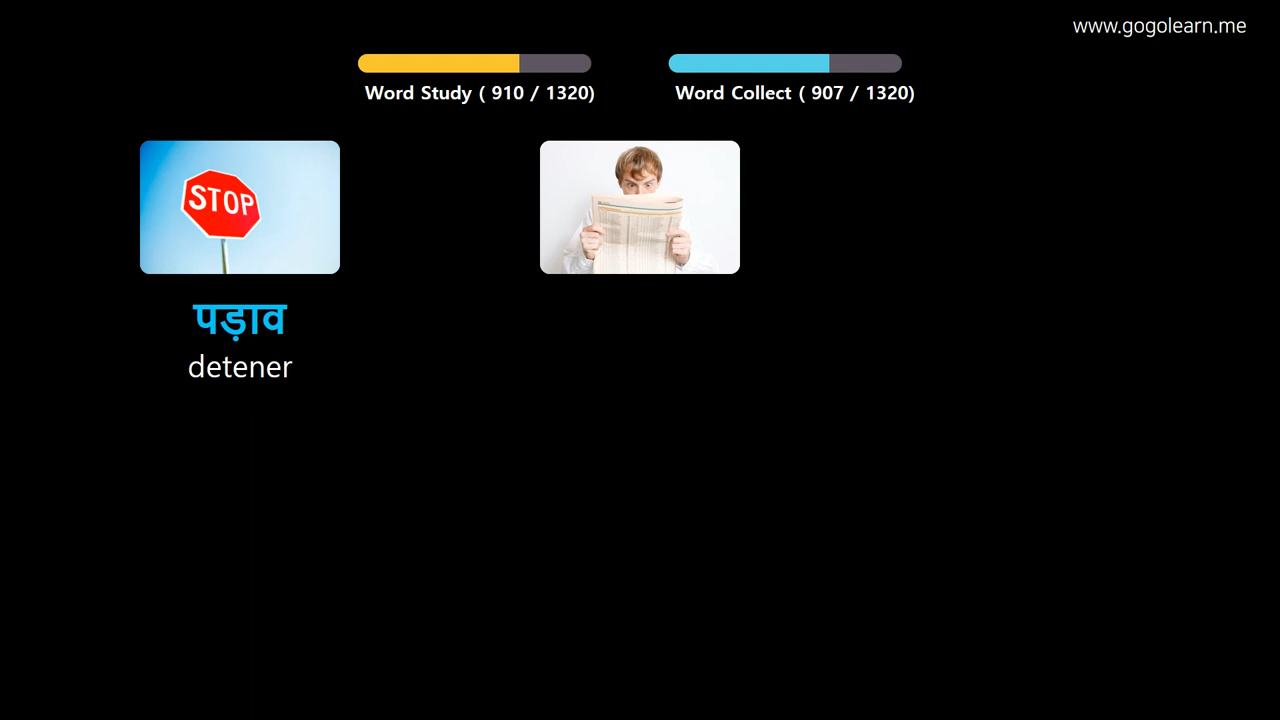 www.gogolearn.me
Word Study ( 910 / 1320)
Word Collect ( 907 / 1320)
STOP
पड़ाव
detener